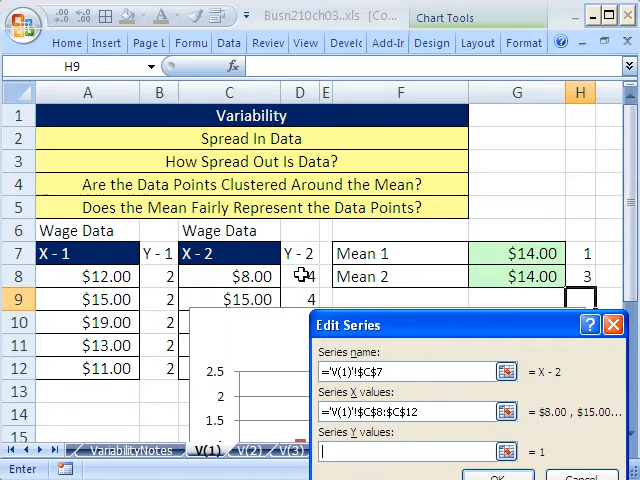 Busn210ch03..xls [Co... Chart Tools
Home Insert Page L Formu Data Reviev Develc Add-Ir Design Layout Format
H9 fx
A B C D E F G H
1 Variability
2 Spread In Data
3 How Spread Out Is Data?
4 Are the Data Points Clustered Around the Mean?
5 Does the Mean Fairly Represent the Data Points?
6 Wage Data Wage Data
7 X - 1 Y - 1 X - 2 Y - 2 Mean 1 $14.00 1
8 $12.00 2 $8.00 4 Mean 2 $14.00 3
9 $15.00 2 $15.00 4
10 $19.00 2
11 $13.00 2
12 $11.00 2
13
14
15
2.5
2
1.5
Edit Series
Series name:
='V(1)'!$C$7 = X - 2
Series X values:
='V(1)'!$C$8:$C$12 = $8.00 , $15.00...
Series Y values:
= 1
OK Cancel
VariabilityNotes V(1) V(2) V(3)
Enter